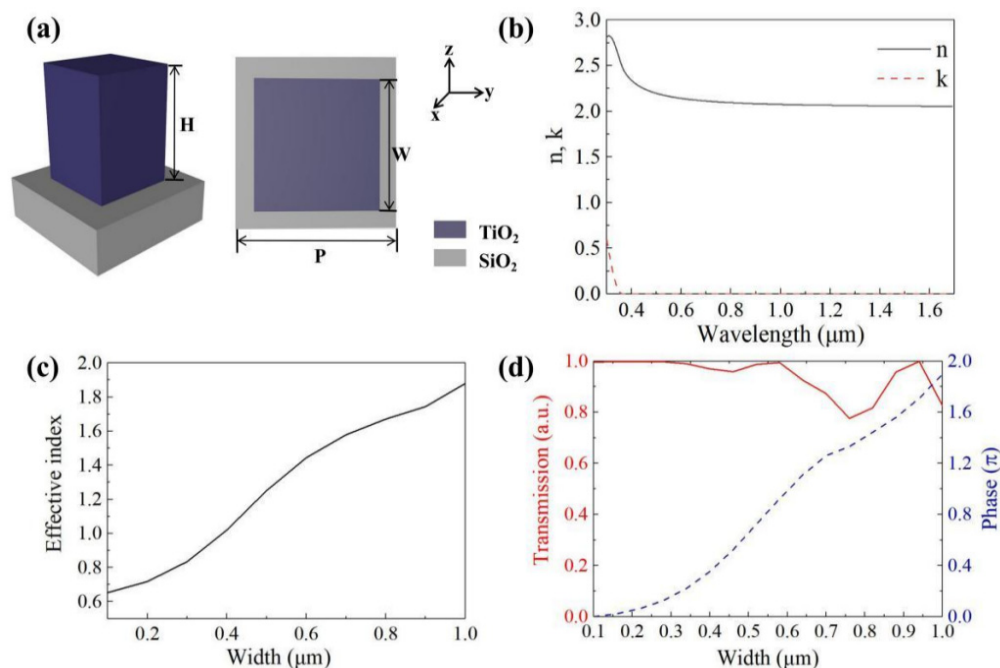 (a)
H
W
P
z
y
x
TiO₂
SiO₂
(b)
n, k
3.0
2.5
2.0
1.5
1.0
0.5
0.0
n
k
0.4 0.6 0.8 1.0 1.2 1.4 1.6
Wavelength (μm)
(c)
Effective index
2.0
1.8
1.6
1.4
1.2
1.0
0.8
0.6
0.2 0.4 0.6 0.8 1.0
Width (μm)
(d)
Transmission (a.u.)
1.0
0.8
0.6
0.4
0.2
0.0
2.0
1.6
1.2
0.8
0.4
0.0
Phase (π)
0.1 0.2 0.3 0.4 0.5 0.6 0.7 0.8 0.9 1.0
Width (μm)